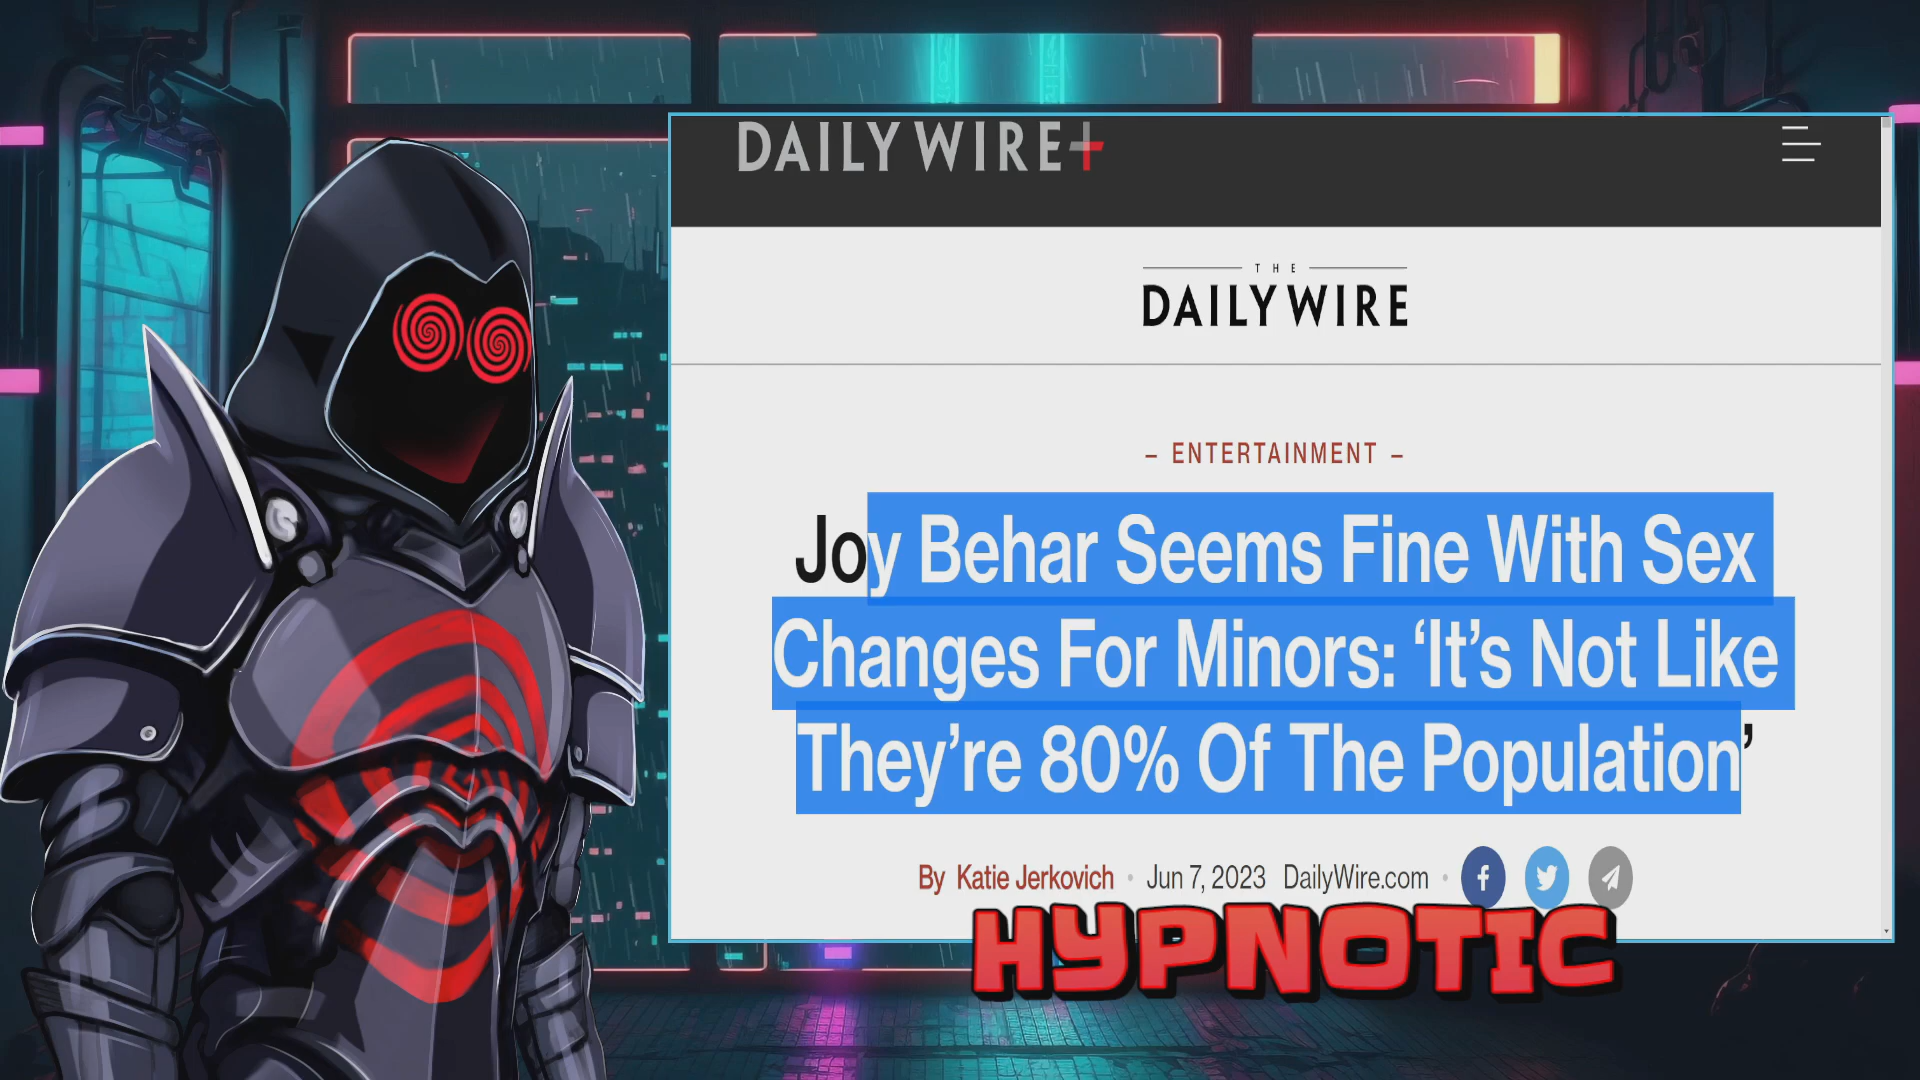 DAILY WIRE+
THE
DAILY WIRE
– ENTERTAINMENT –
Joy Behar Seems Fine With Sex
Changes For Minors: ‘It’s Not Like
They’re 80% Of The Population’
By Katie Jerkovich • Jun 7, 2023 DailyWire.com •
HYPNOTIC